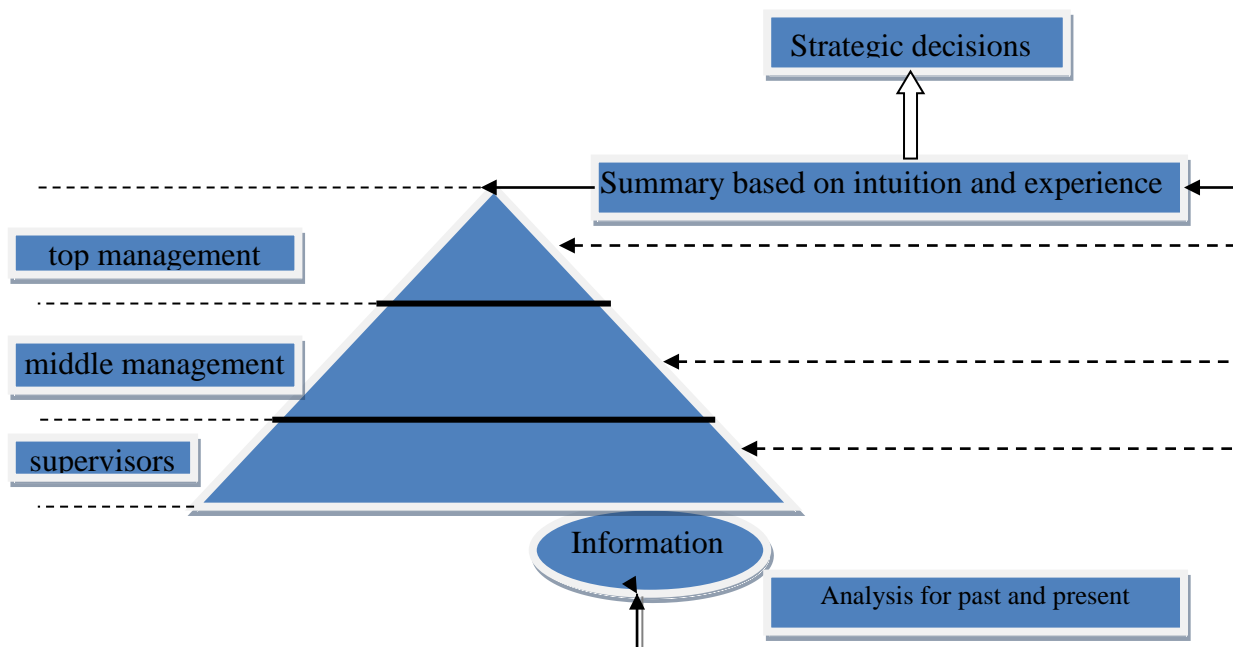 Strategic decisions
Summary based on intuition and experience
top management
middle management
supervisors
Information
Analysis for past and present